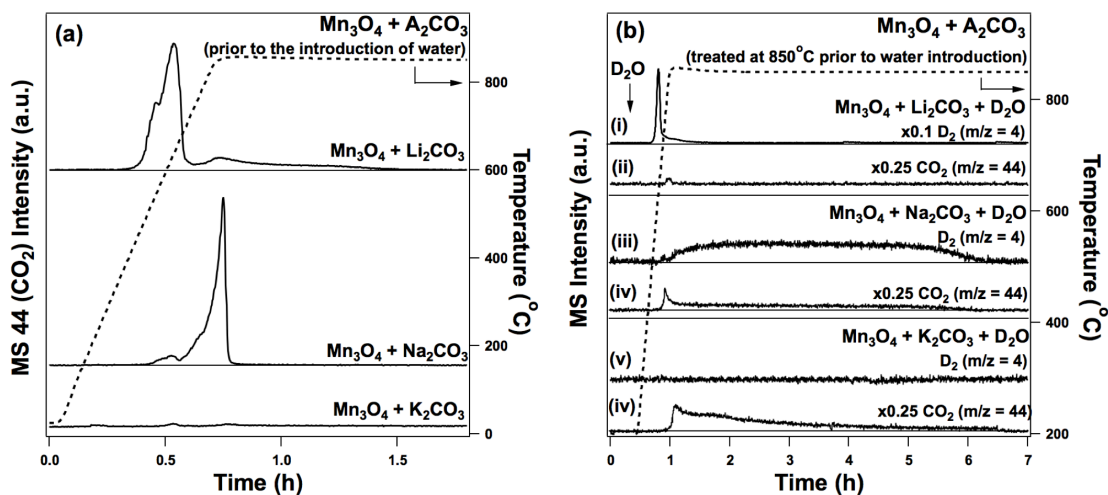 (a)
Mn₃O₄ + A₂CO₃
(prior to the introduction of water)
Mn₃O₄ + Li₂CO₃
Mn₃O₄ + Na₂CO₃
Mn₃O₄ + K₂CO₃
MS 44 (CO₂) Intensity (a.u.)
800
600
400
200
0
Temperature (°C)
0.0 0.5 1.0 1.5
Time (h)
(b)
Mn₃O₄ + A₂CO₃
(treated at 850°C prior to water introduction)
D₂O
Mn₃O₄ + Li₂CO₃ + D₂O
(i)
x0.1 D₂ (m/z = 4)
(ii)
x0.25 CO₂ (m/z = 44)
Mn₃O₄ + Na₂CO₃ + D₂O
(iii)
D₂ (m/z = 4)
(iv)
x0.25 CO₂ (m/z = 44)
Mn₃O₄ + K₂CO₃ + D₂O
(v)
D₂ (m/z = 4)
(iv)
x0.25 CO₂ (m/z = 44)
MS Intensity (a.u.)
800
600
400
200
Temperature (°C)
0 1 2 3 4 5 6 7
Time (h)